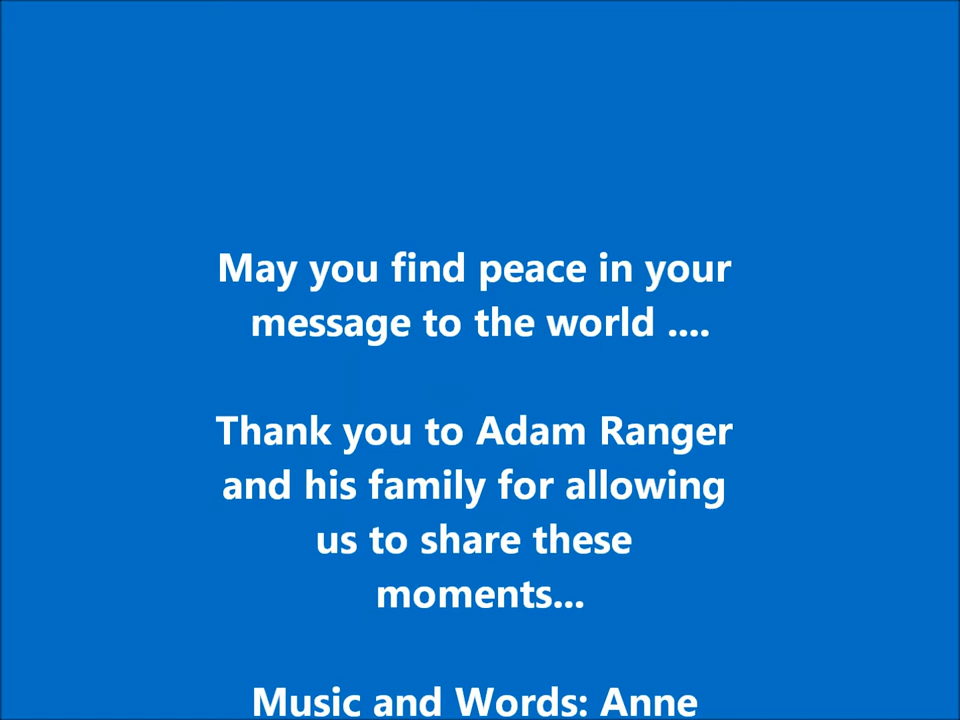 May you find peace in your
message to the world ....
Thank you to Adam Ranger
and his family for allowing
us to share these
moments...
Music and Words: Anne